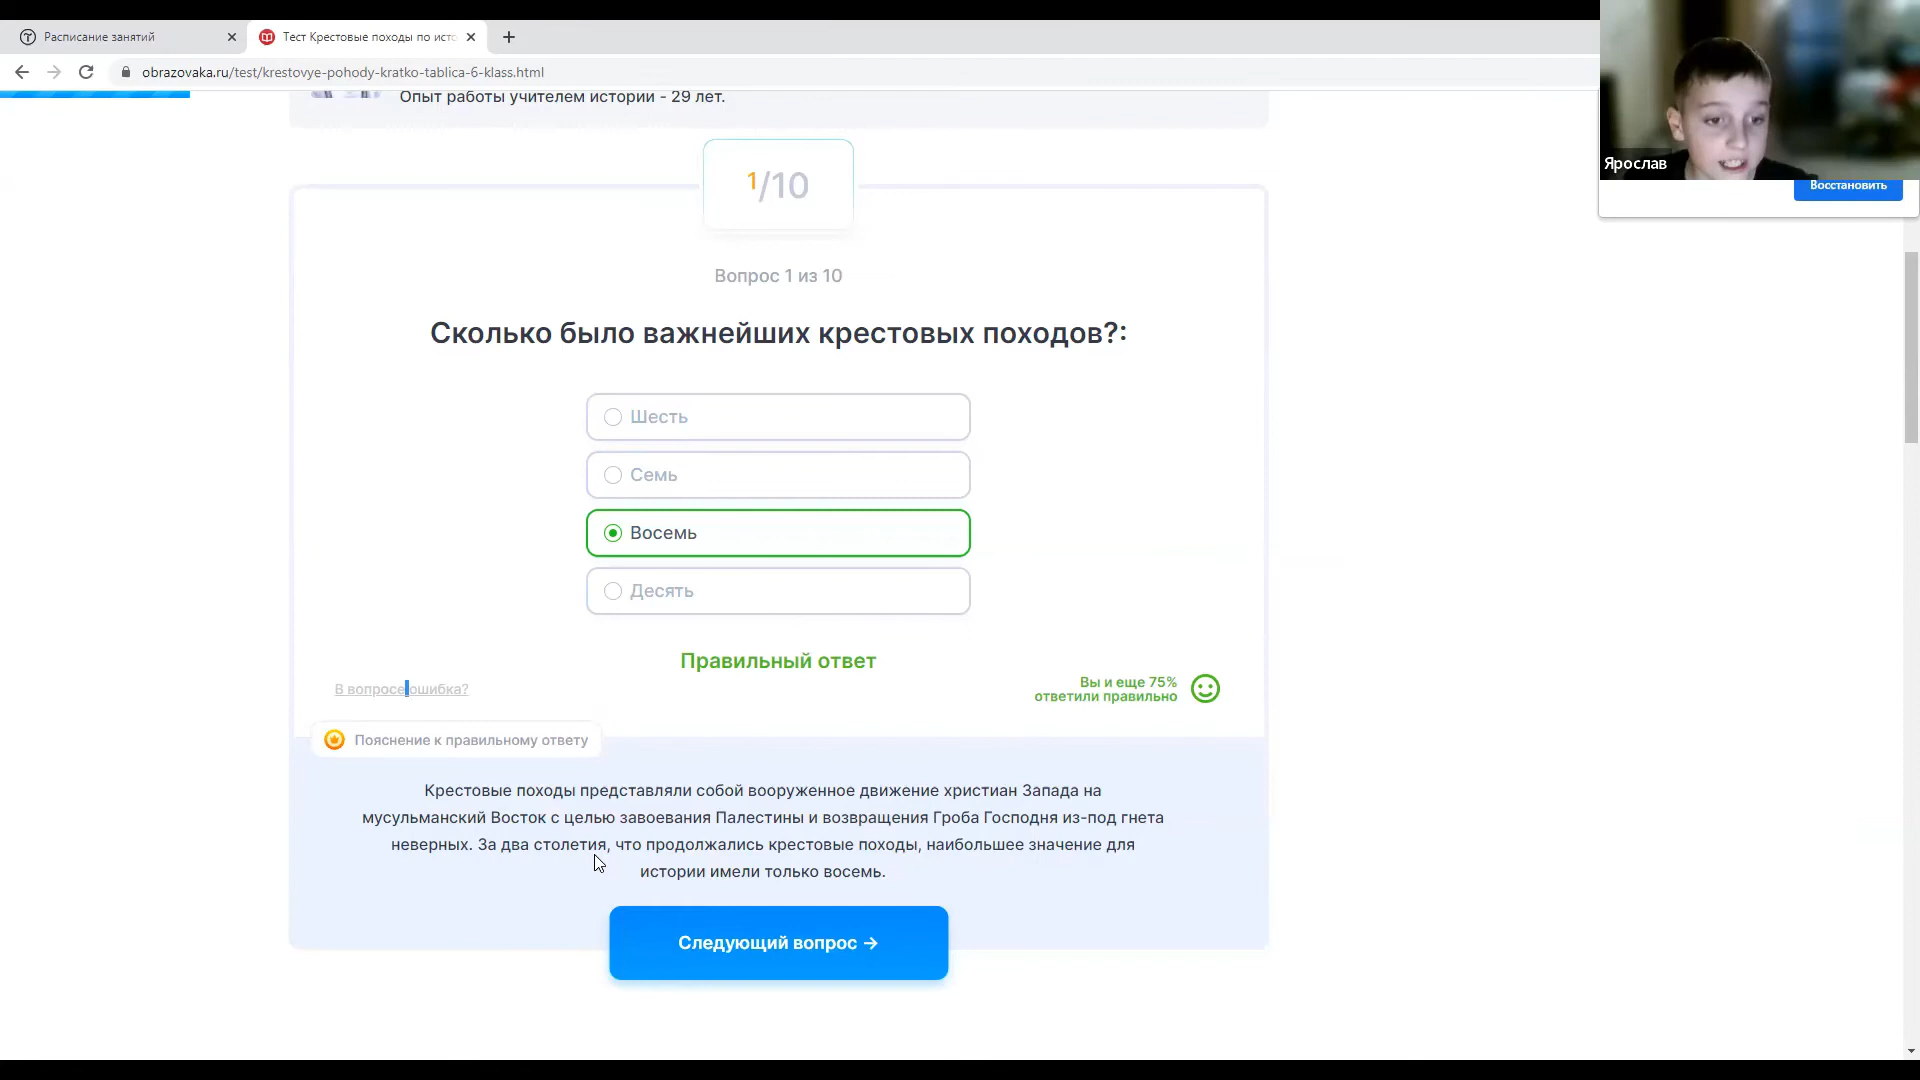 Расписание занятий
Тест Крестовые походы по исто
obrazovaka.ru/test/krestovye-pohody-kratko-tablica-6-klass.html
Опыт работы учителем истории - 29 лет.
Ярослав
Восстановить
1/10
Вопрос 1 из 10
Сколько было важнейших крестовых походов?:
Шесть
Семь
Восемь
Десять
Правильный ответ
В вопросе ошибка?
Вы и еще 75%
ответили правильно
Пояснение к правильному ответу
Крестовые походы представляли собой вооруженное движение христиан Запада на
мусульманский Восток с целью завоевания Палестины и возвращения Гроба Господня из-под гнета
неверных. За два столетия, что продолжались крестовые походы, наибольшее значение для
истории имели только восемь.
Следующий вопрос →